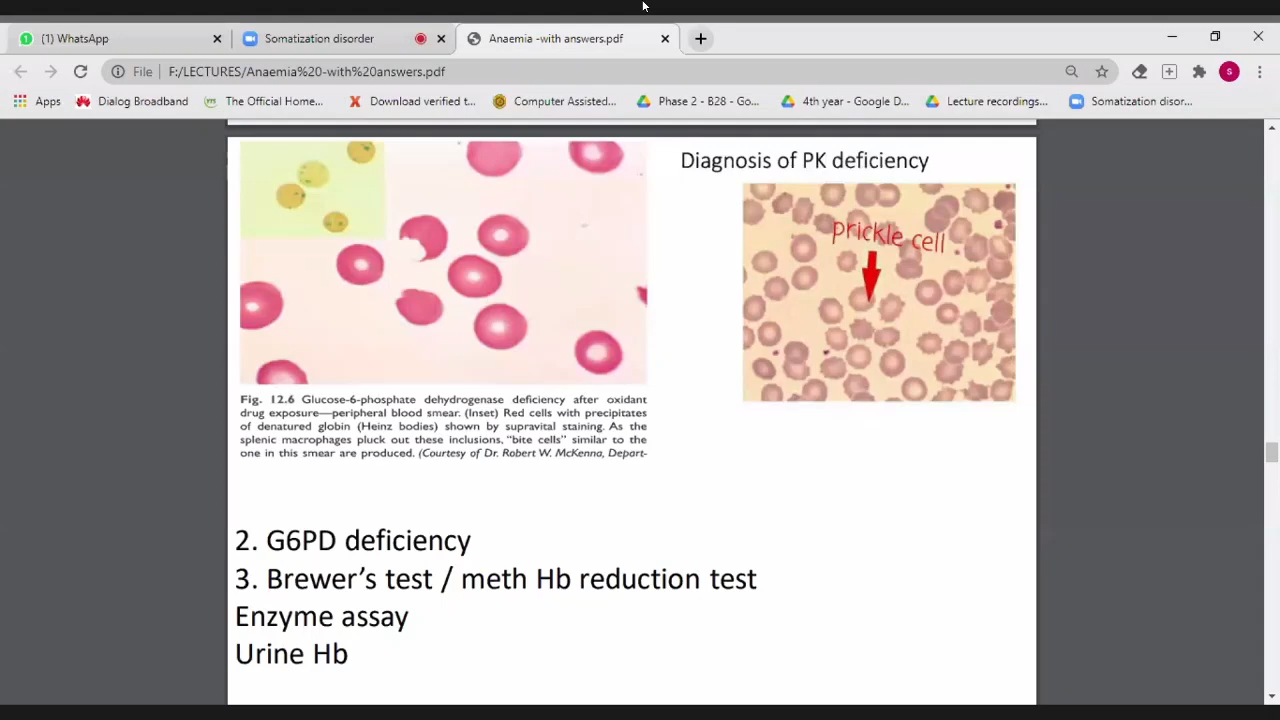 (1) WhatsApp
Somatization disorder
Anaemia -with answers.pdf
File
F:/LECTURES/Anaemia%20-with%20answers.pdf
S
Apps
Dialog Broadband...
The Official Home...
Download verified t...
Computer Assisted...
Phase 2 - B28 - Go...
4th year - Google D...
Lecture recordings...
Somatization disor...
Diagnosis of PK deficiency
prickle cell
Fig. 12.6 Glucose-6-phosphate dehydrogenase deficiency after oxidant
drug exposure—peripheral blood smear. (Inset) Red cells with precipitates
of denatured globin (Heinz bodies) shown by supravital staining. As the
splenic macrophages pluck out these inclusions, “bite cells” similar to the
one in this smear are produced. (Courtesy of Dr. Robert W. McKenna, Depart-
2. G6PD deficiency
3. Brewer’s test / meth Hb reduction test
Enzyme assay
Urine Hb